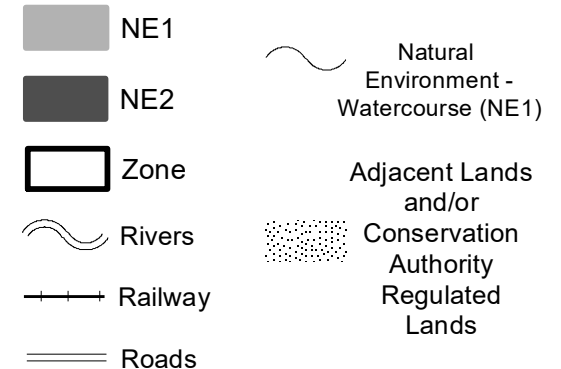 NE1
NE2
Zone
Rivers
Railway
Roads
Natural
Environment -
Watercourse (NE1)
Adjacent Lands
and/or
Conservation
Authority
Regulated
Lands